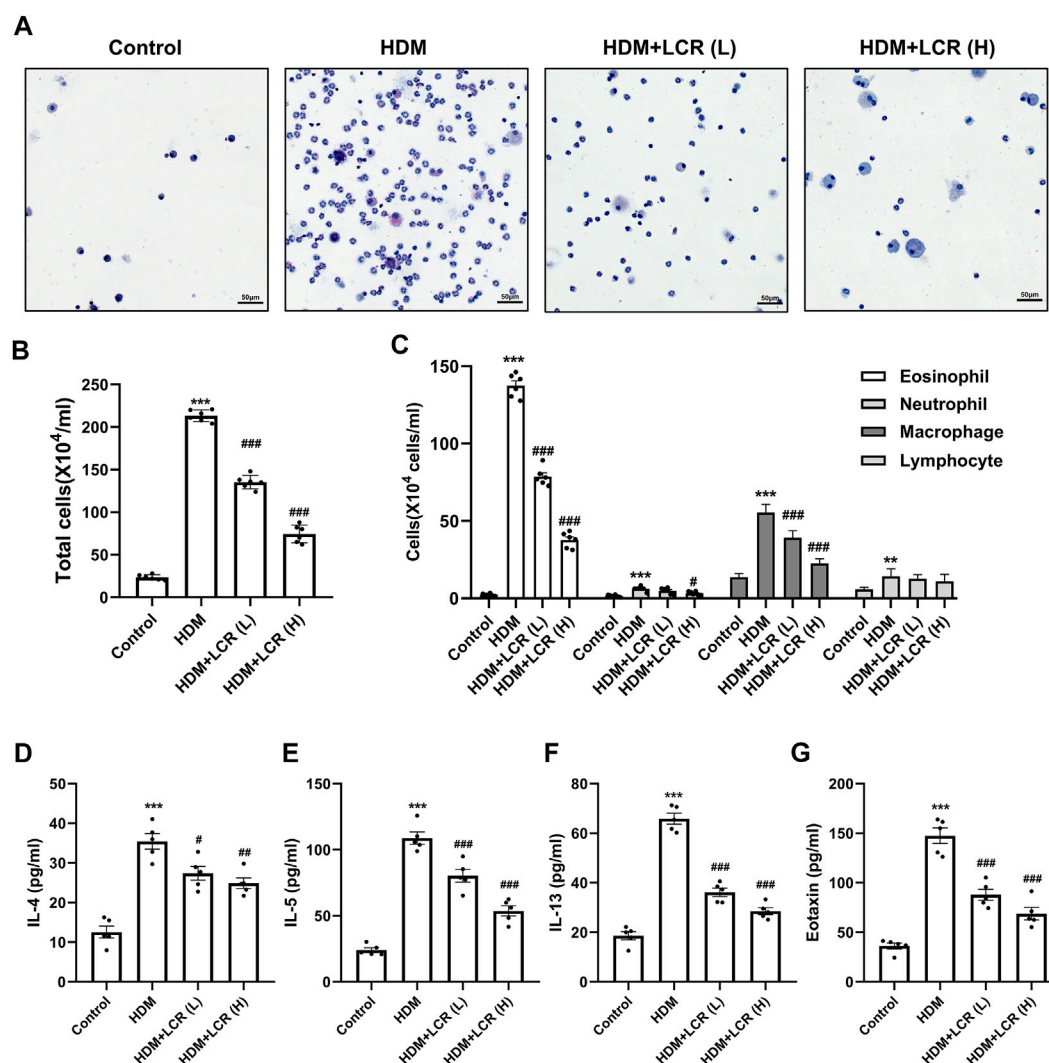 A
Control
HDM
HDM+LCR (L)
HDM+LCR (H)
50μm
50μm
50μm
50μm
B
Total cells(X10⁴/ml)
250
200
150
100
50
0
***
###
###
Control
HDM
HDM+LCR (L)
HDM+LCR (H)
C
Cells(X10⁴ cells/ml)
150
100
50
0
***
###
###
***
#
***
###
###
**
Control
HDM
HDM+LCR (L)
HDM+LCR (H)
Control
HDM
HDM+LCR (L)
HDM+LCR (H)
Control
HDM
HDM+LCR (L)
HDM+LCR (H)
Control
HDM
HDM+LCR (L)
HDM+LCR (H)
Eosinophil
Neutrophil
Macrophage
Lymphocyte
D
IL-4 (pg/ml)
50
40
30
20
10
0
***
#
##
Control
HDM
HDM+LCR (L)
HDM+LCR (H)
E
IL-5 (pg/ml)
150
100
50
0
***
###
###
Control
HDM
HDM+LCR (L)
HDM+LCR (H)
F
IL-13 (pg/ml)
80
60
40
20
0
***
###
###
Control
HDM
HDM+LCR (L)
HDM+LCR (H)
G
Eotaxin (pg/ml)
200
150
100
50
0
***
###
###
Control
HDM
HDM+LCR (L)
HDM+LCR (H)